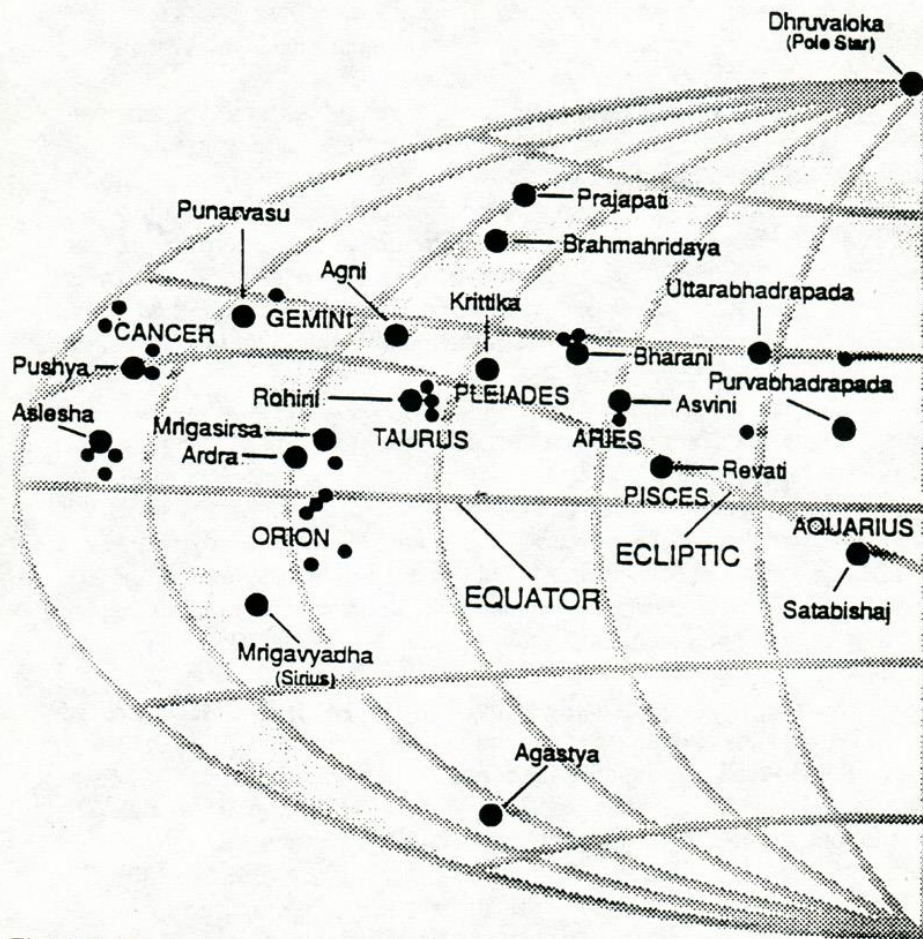 Dhruvaloka
(Pole Star)
Prajapati
Punarvasu
Brahmahridaya
Agni
Krittika
Uttarabhadrapada
GEMINI
CANCER
Bharani
Pushya
Purvabhadrapada
Rohini
PLEIADES
Asvini
Aslesha
Mrigasirsa
TAURUS
ARIES
Ardra
Revati
PISCES
AQUARIUS
ORION
ECLIPTIC
EQUATOR
Satabishaj
Mrigavyadha
(Sirius)
Agastya